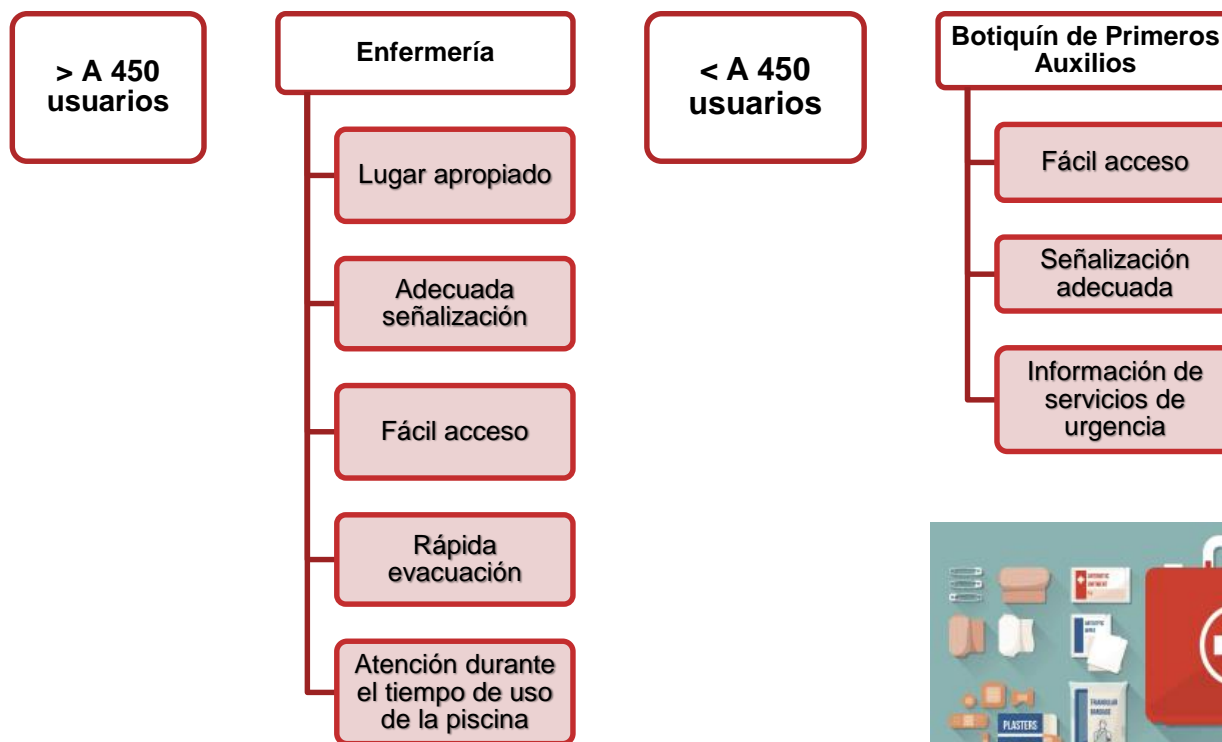 > A 450
usuarios
Enfermería
Lugar apropiado
Adecuada
señalización
Fácil acceso
Rápida
evacuación
Atención durante
el tiempo de uso
de la piscina
< A 450
usuarios
Botiquín de Primeros
Auxilios
Fácil acceso
Señalización
adecuada
Información de
servicios de
urgencia
PLASTERS